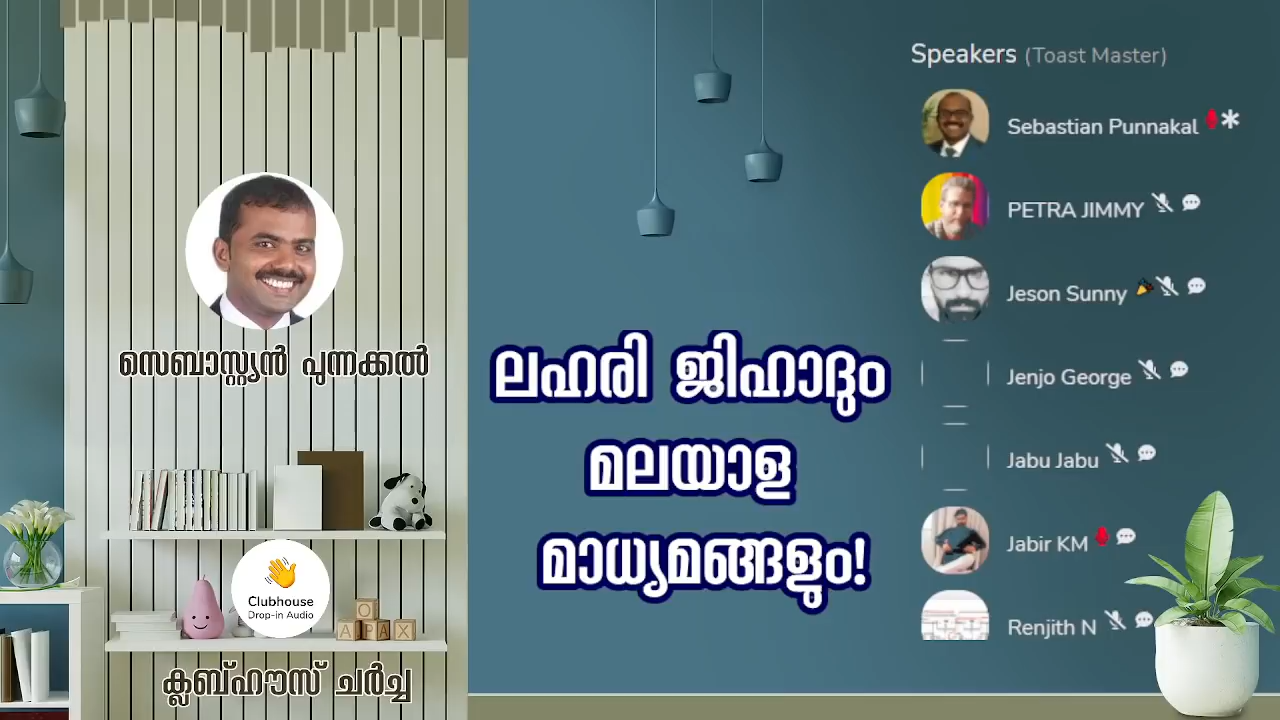 സെബാസ്റ്റ്യൻ പുന്നക്കൽ
Clubhouse
Drop-in Audio
O
A P A X
ക്ലബ്ഹൗസ് ചർച്ച
ലഹരി ജിഹാദും
മലയാള
മാധ്യമങ്ങളും!
Speakers (Toast Master)
Sebastian Punnakal
PETRA JIMMY
Jeson Sunny
Jenjo George
Jabu Jabu
Jabir KM
Renjith N